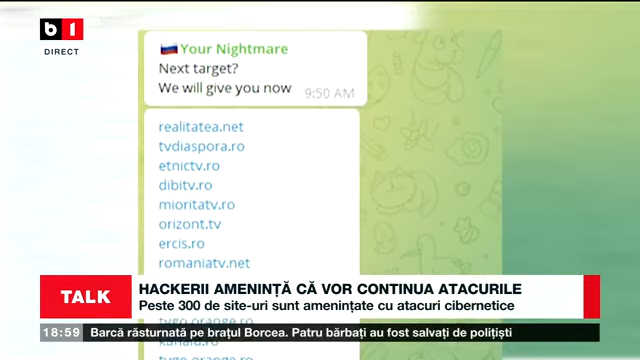 b1
DIRECT
Your Nightmare
Next target?
We will give you now
9:50 AM
realitatea.net
tvdiaspora.ro
etnictv.ro
dibitv.ro
mioritatv.ro
orizont.tv
ercis.ro
romaniatv.net
TALK
HACKERII AMENINȚĂ CĂ VOR CONTINUA ATACURILE
Peste 300 de site-uri sunt amenințate cu atacuri cibernetice
18:59 Barcă răsturnată pe brațul Borcea. Patru bărbați au fost salvați de polițiști